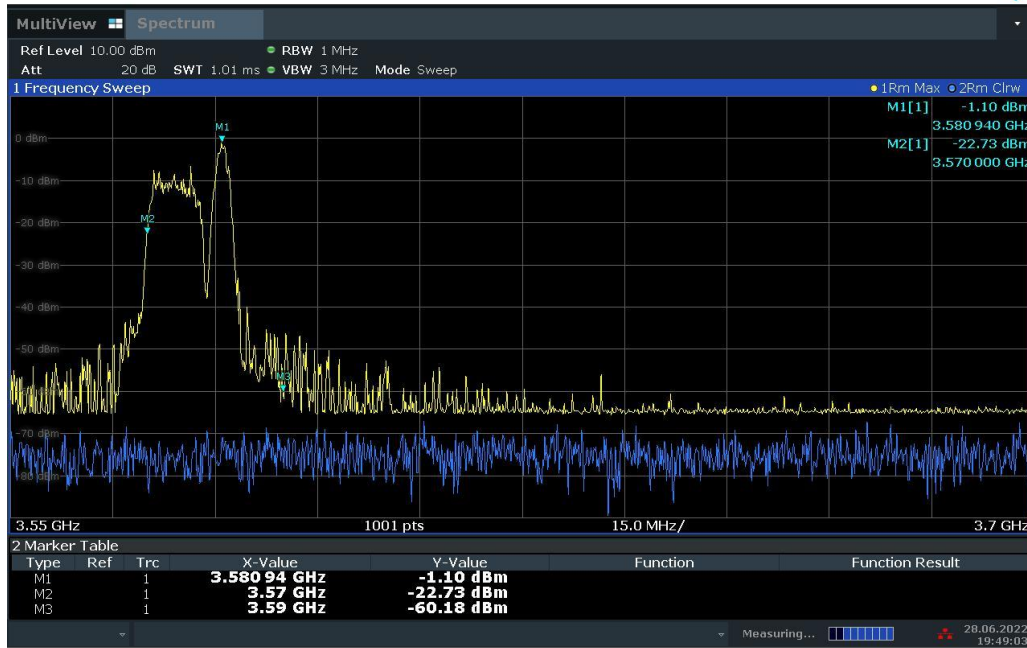 MultiView Spectrum
Ref Level 10.00 dBm RBW 1 MHz
Att 20 dB SWT 1.01 ms VBW 3 MHz Mode Sweep
1 Frequency Sweep 1Rm Max 2Rm Clrw
M1[1] -1.10 dBm
3.580 940 GHz
M2[1] -22.73 dBm
3.570 000 GHz
M1
0 dBm
-10 dBm
M2
-20 dBm
-30 dBm
-40 dBm
-50 dBm
M3
-70 dBm
-80 dBm
3.55 GHz 1001 pts 15.0 MHz/ 3.7 GHz
2 Marker Table
Type Ref Trc X-Value Y-Value Function Function Result
M1 1 3.580 94 GHz -1.10 dBm
M2 1 3.57 GHz -22.73 dBm
M3 1 3.59 GHz -60.18 dBm
Measuring... 28.06.2022
19:49:03